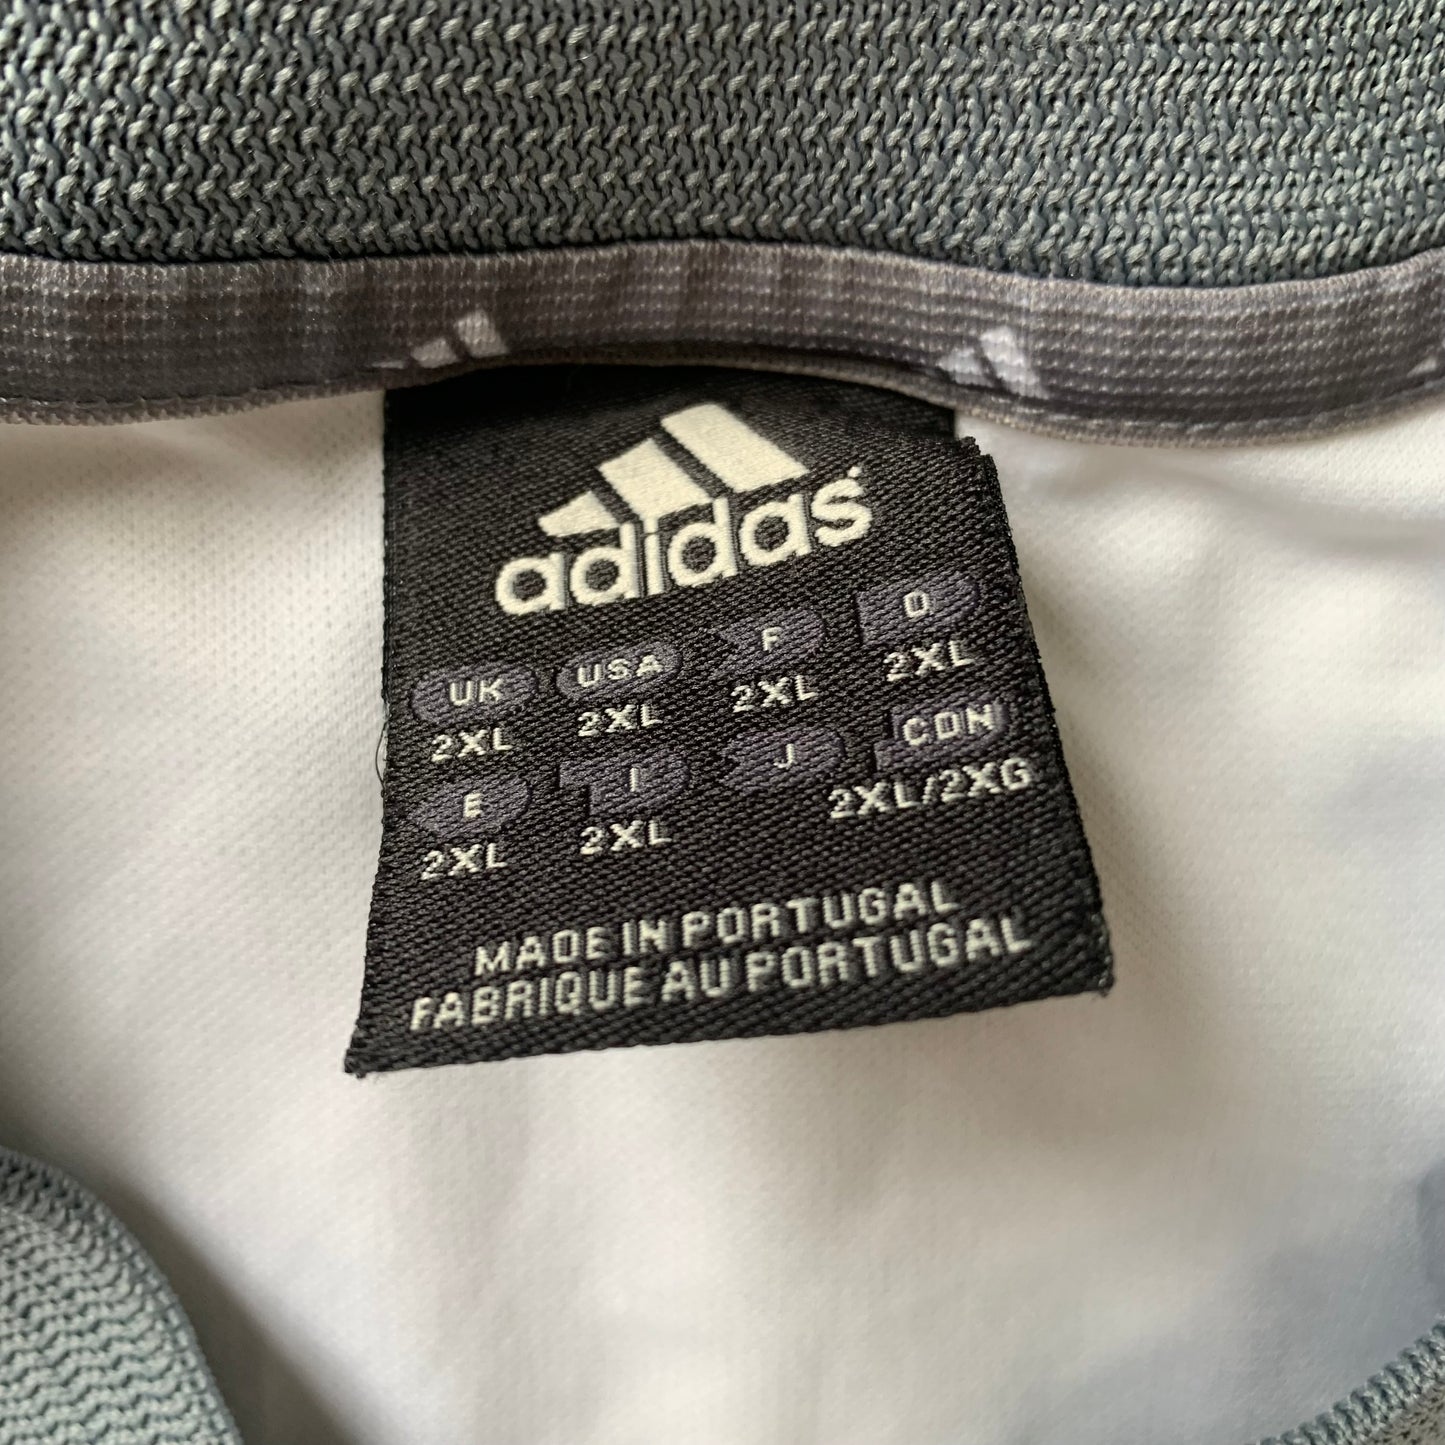 adidas
UK USA F D
2XL 2XL 2XL 2XL
E I J CDN
2XL 2XL 2XL/2XG
MADE IN PORTUGAL
FABRIQUE AU PORTUGAL